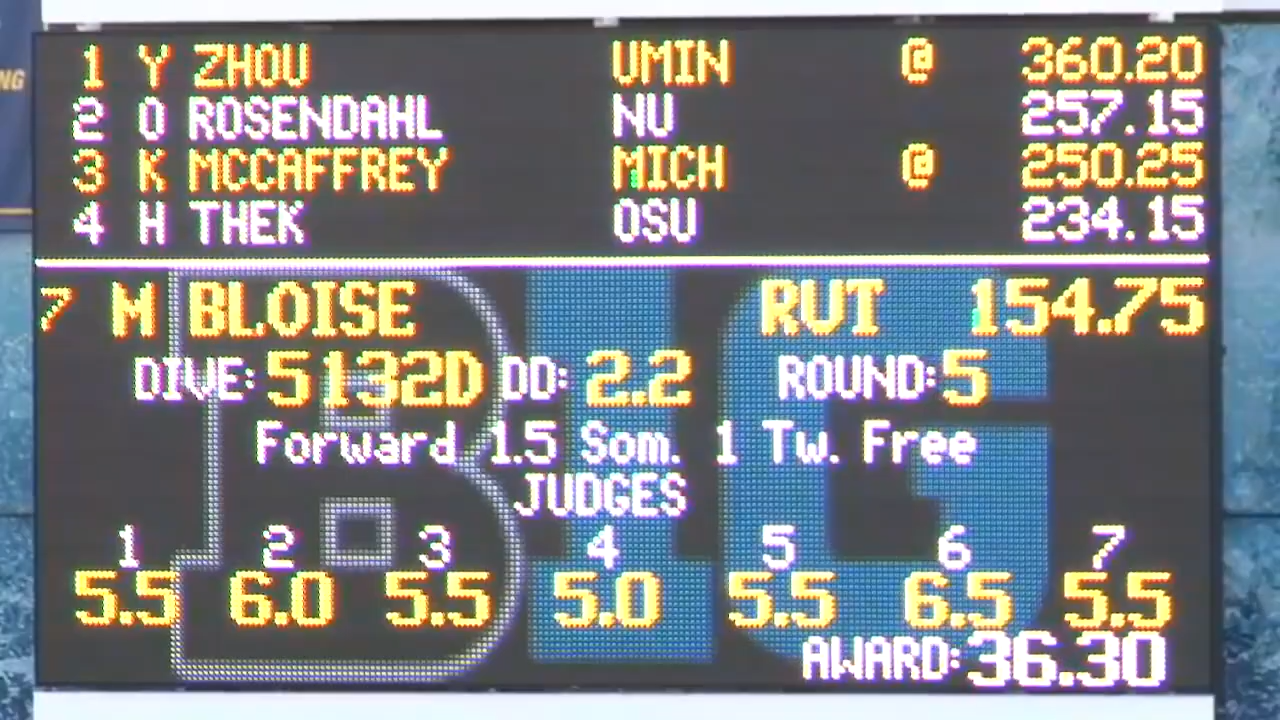 NG
1 Y ZHOU UMIN @ 360.20
2 O ROSENDAHL NU 257.15
3 K MCCAFFREY MICH @ 250.25
4 H THEK OSU 234.15
BIG
7 M BLOISE RUT 154.75
DIVE: 5132D DD: 2.2 ROUND: 5
Forward 1.5 Som. 1 Tw. Free
JUDGES
1 2 3 4 5 6 7
5.5 6.0 5.5 5.0 5.5 6.5 5.5
AWARD: 36.30